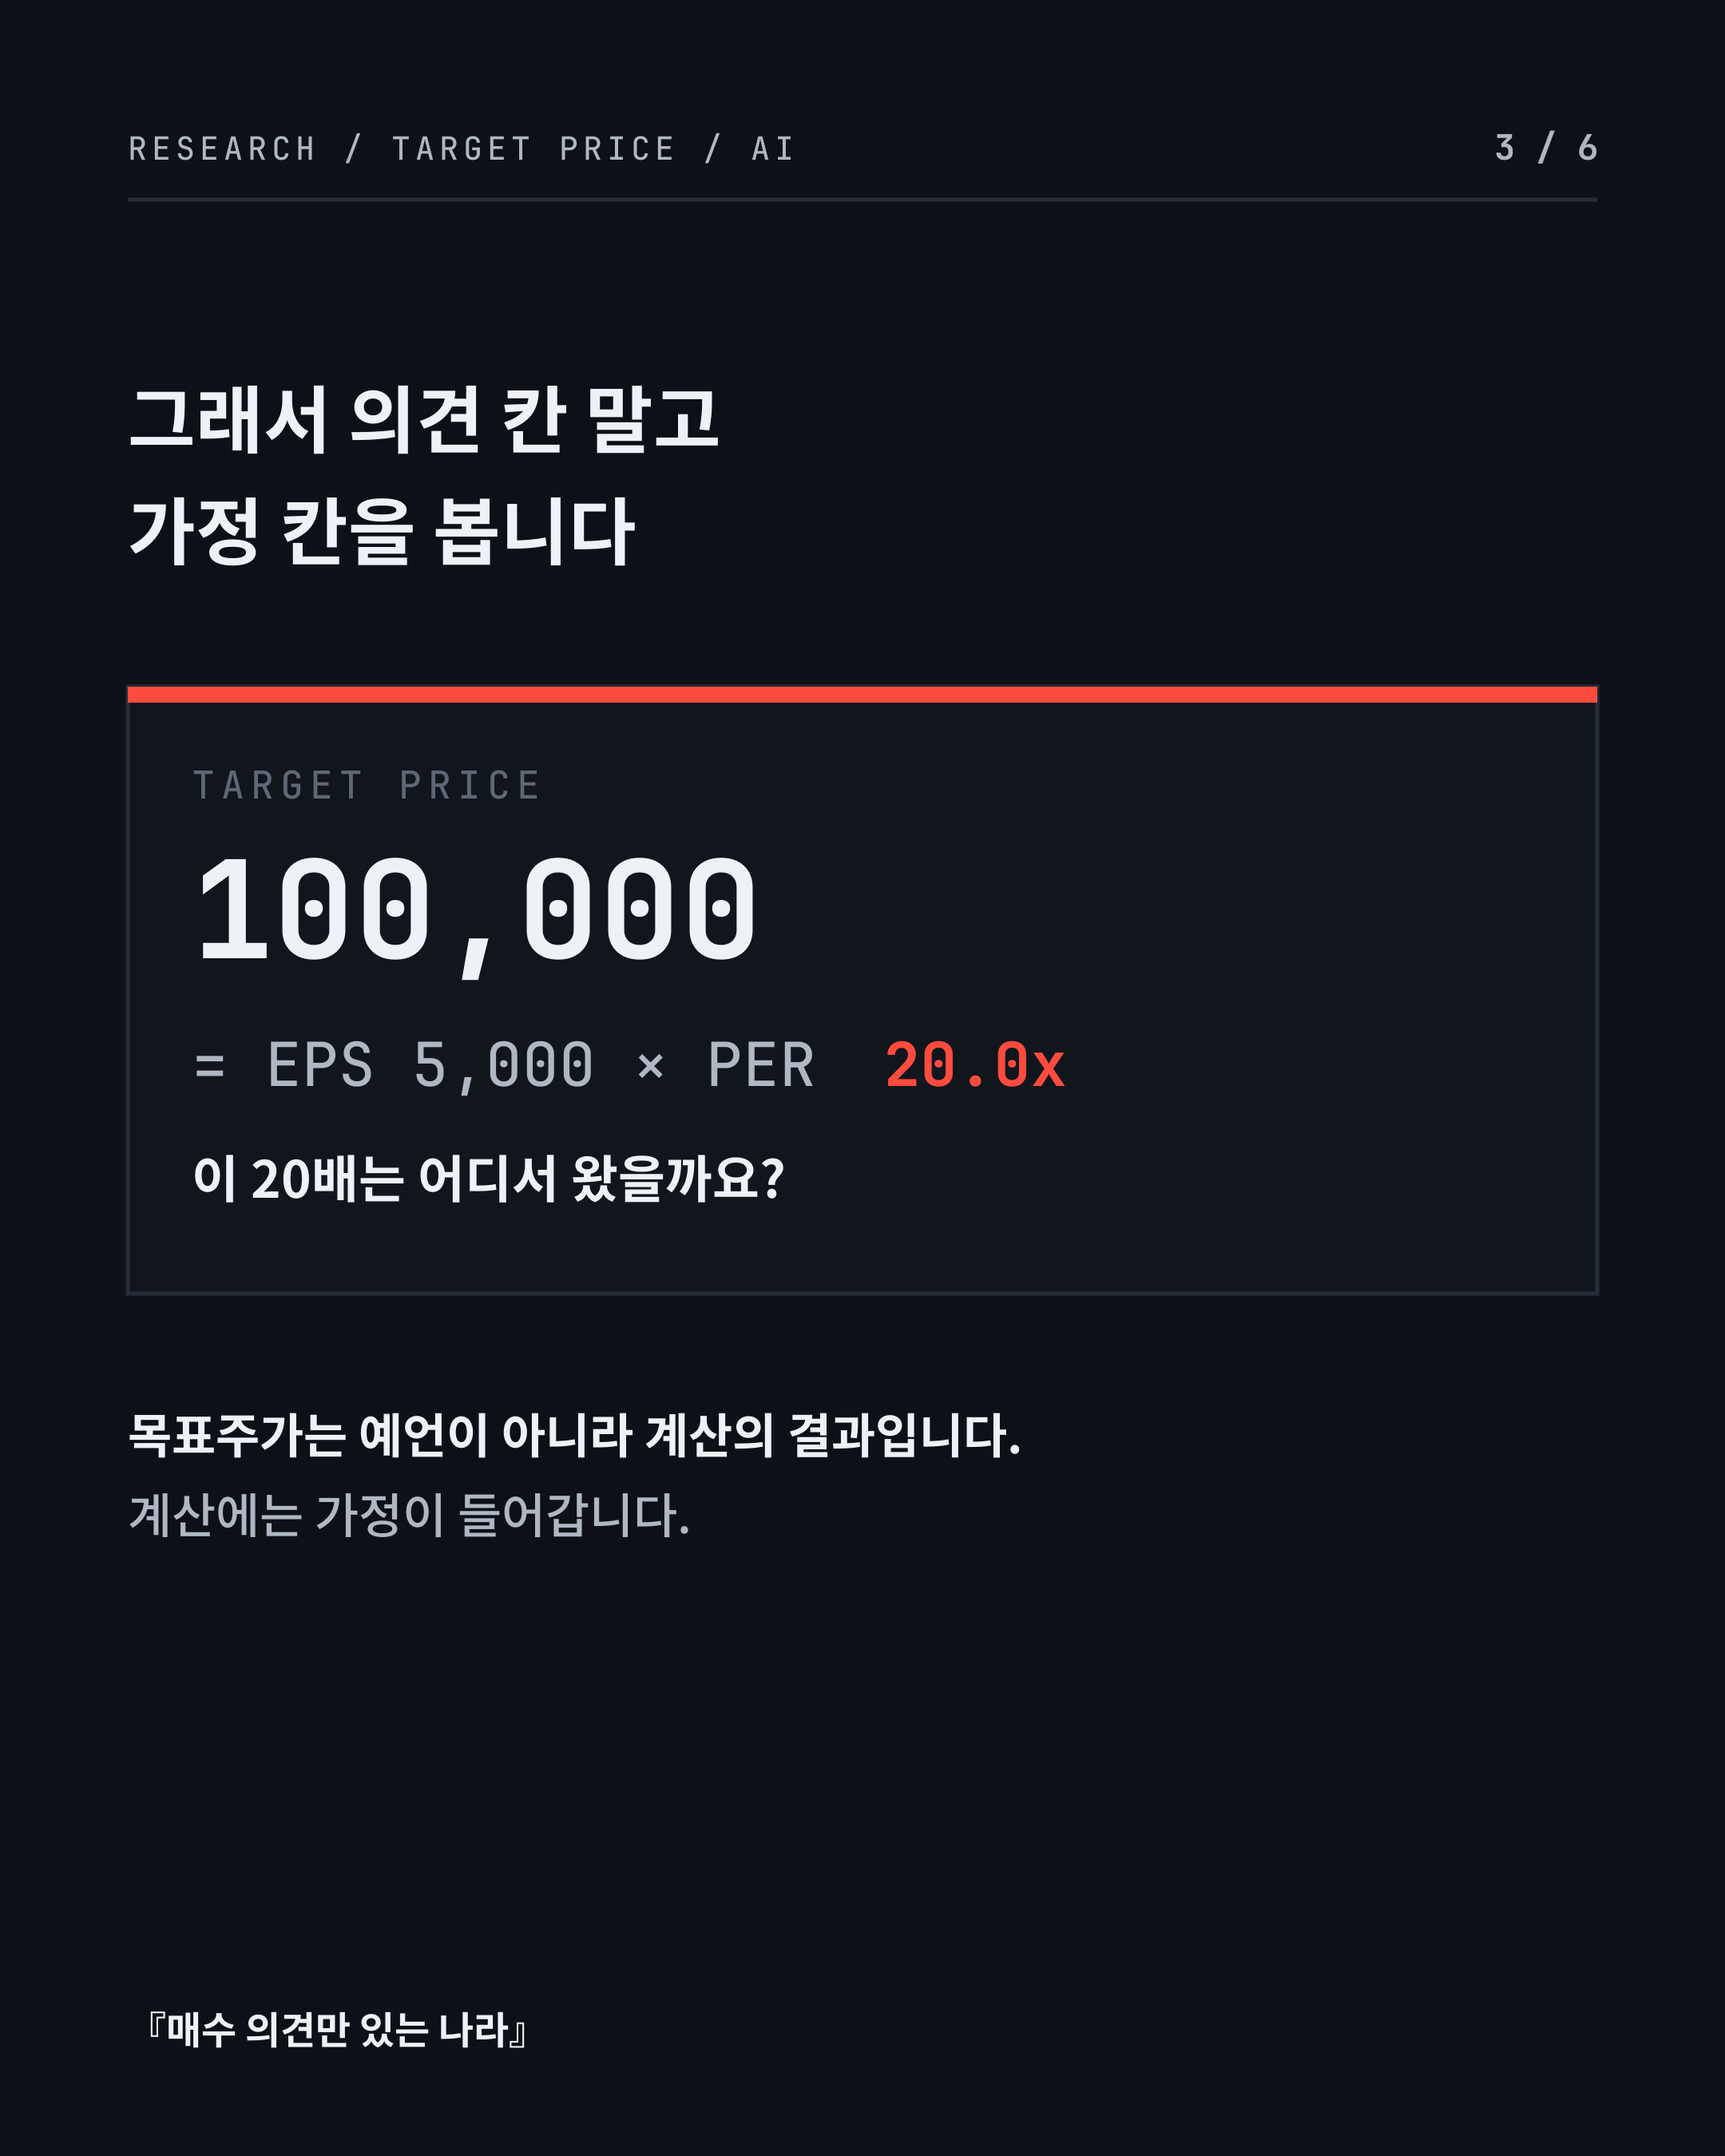 RESEARCH / TARGET PRICE / AI
3 / 6
그래서 의견 칸 말고
가정 칸을 봅니다
TARGET PRICE
100,000
= EPS 5,000 × PER 20.0x
이 20배는 어디서 왔을까요?
목표주가는 예언이 아니라 계산의 결과입니다.
계산에는 가정이 들어갑니다.
『매수 의견만 있는 나라』